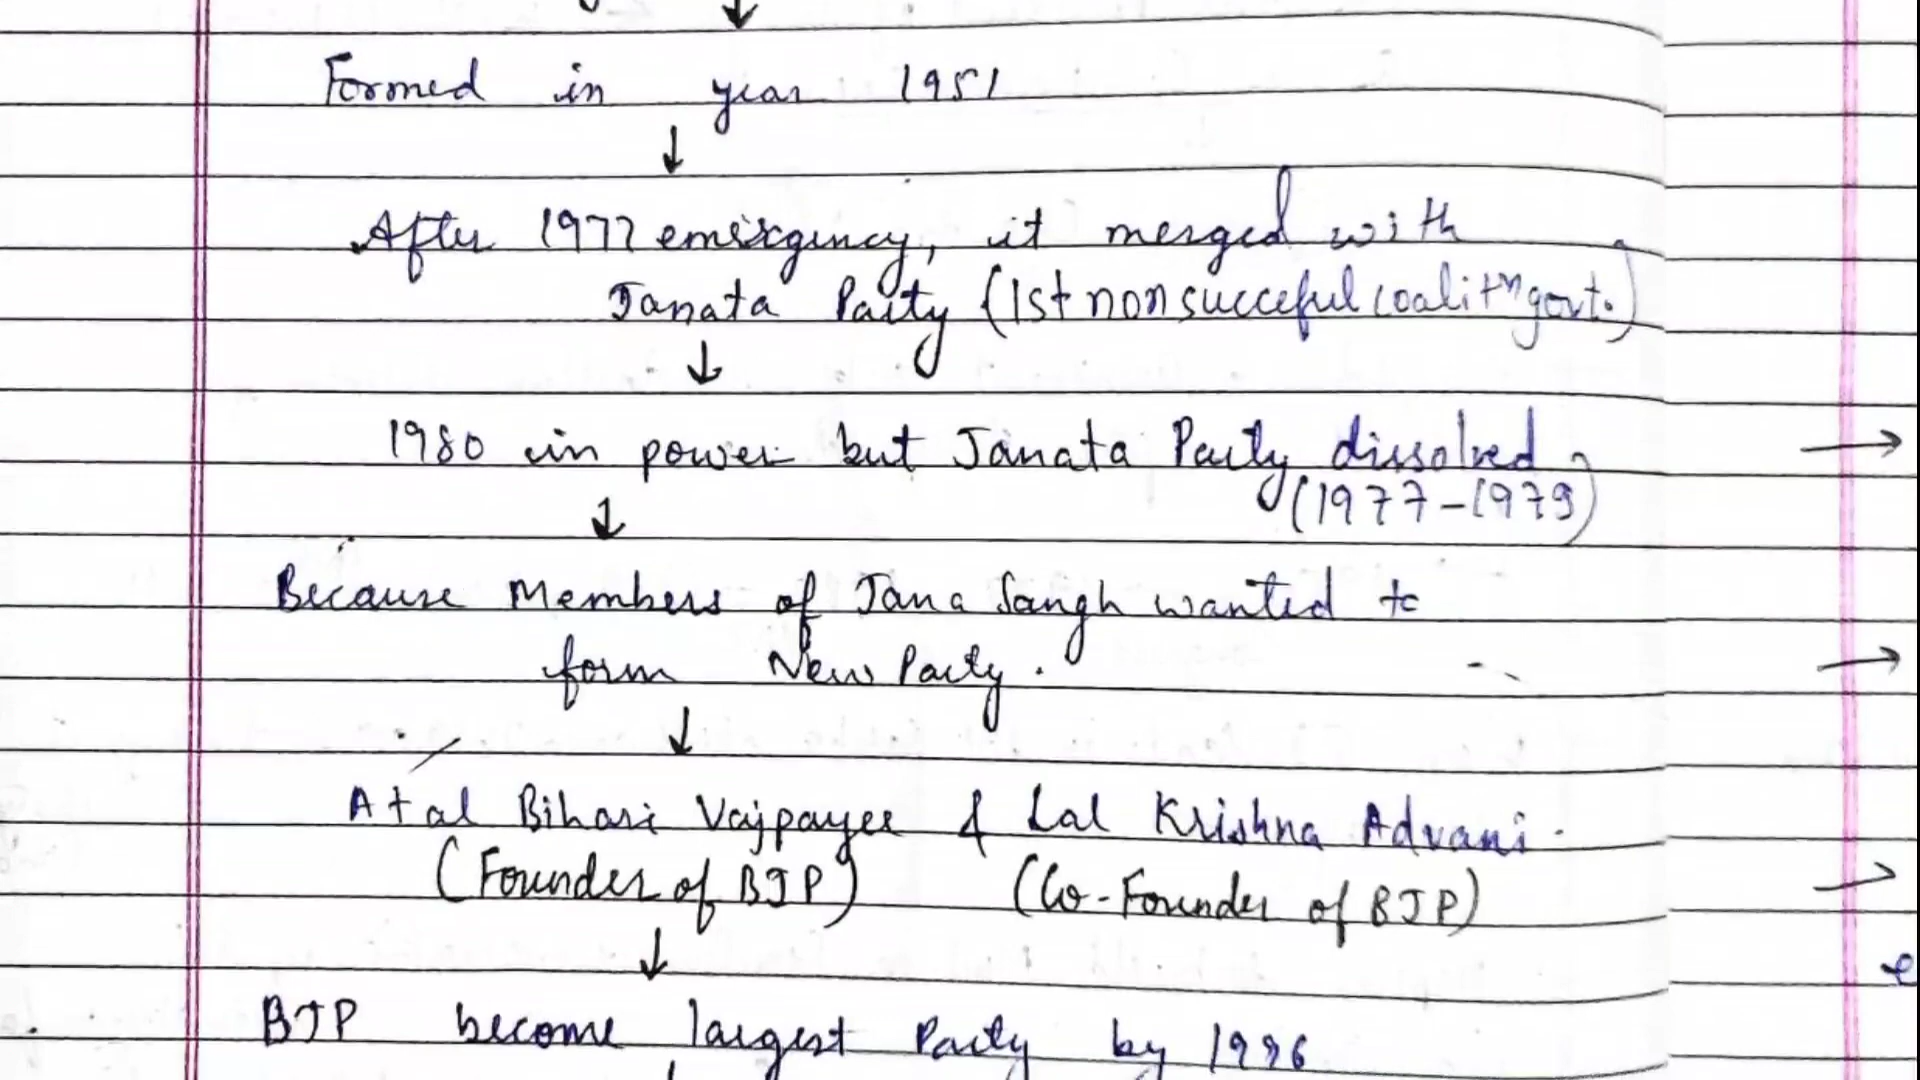 Formed in year 1951
↓
After 1977 emergency, it merged with
Janata Party (1st non succeful coalitⁿ govt.)
↓
1980 in power but Janata Party dissolved
(1977-1979)
↓
Because Members of Jana Sangh wanted to
form New Party.
↓
Atal Bihari Vajpayee & Lal Krishna Advani.
(Founder of BJP) (Co-Founder of BJP)
↓
BJP become largest Party by 1996